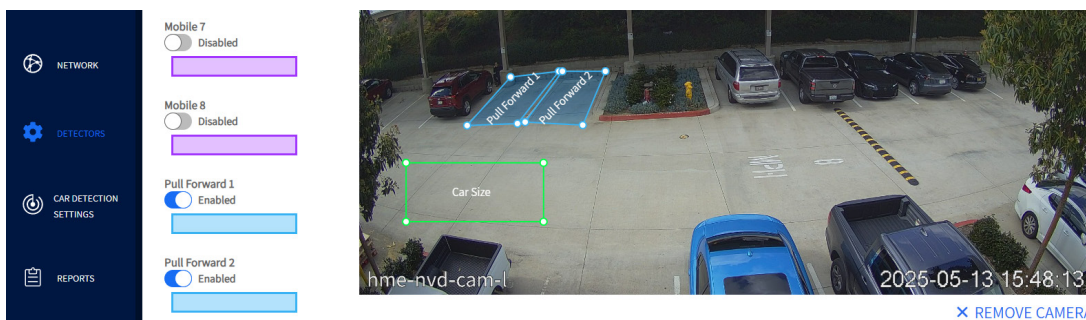 NETWORK
DETECTORS
CAR DETECTION
SETTINGS
REPORTS
Mobile 7
Disabled
Mobile 8
Disabled
Pull Forward 1
Enabled
Pull Forward 2
Enabled
Pull Forward 1
Pull Forward 2
Car Size
8
hme-nvd-cam-l
2025-05-13 15:48:13
REMOVE CAMERA